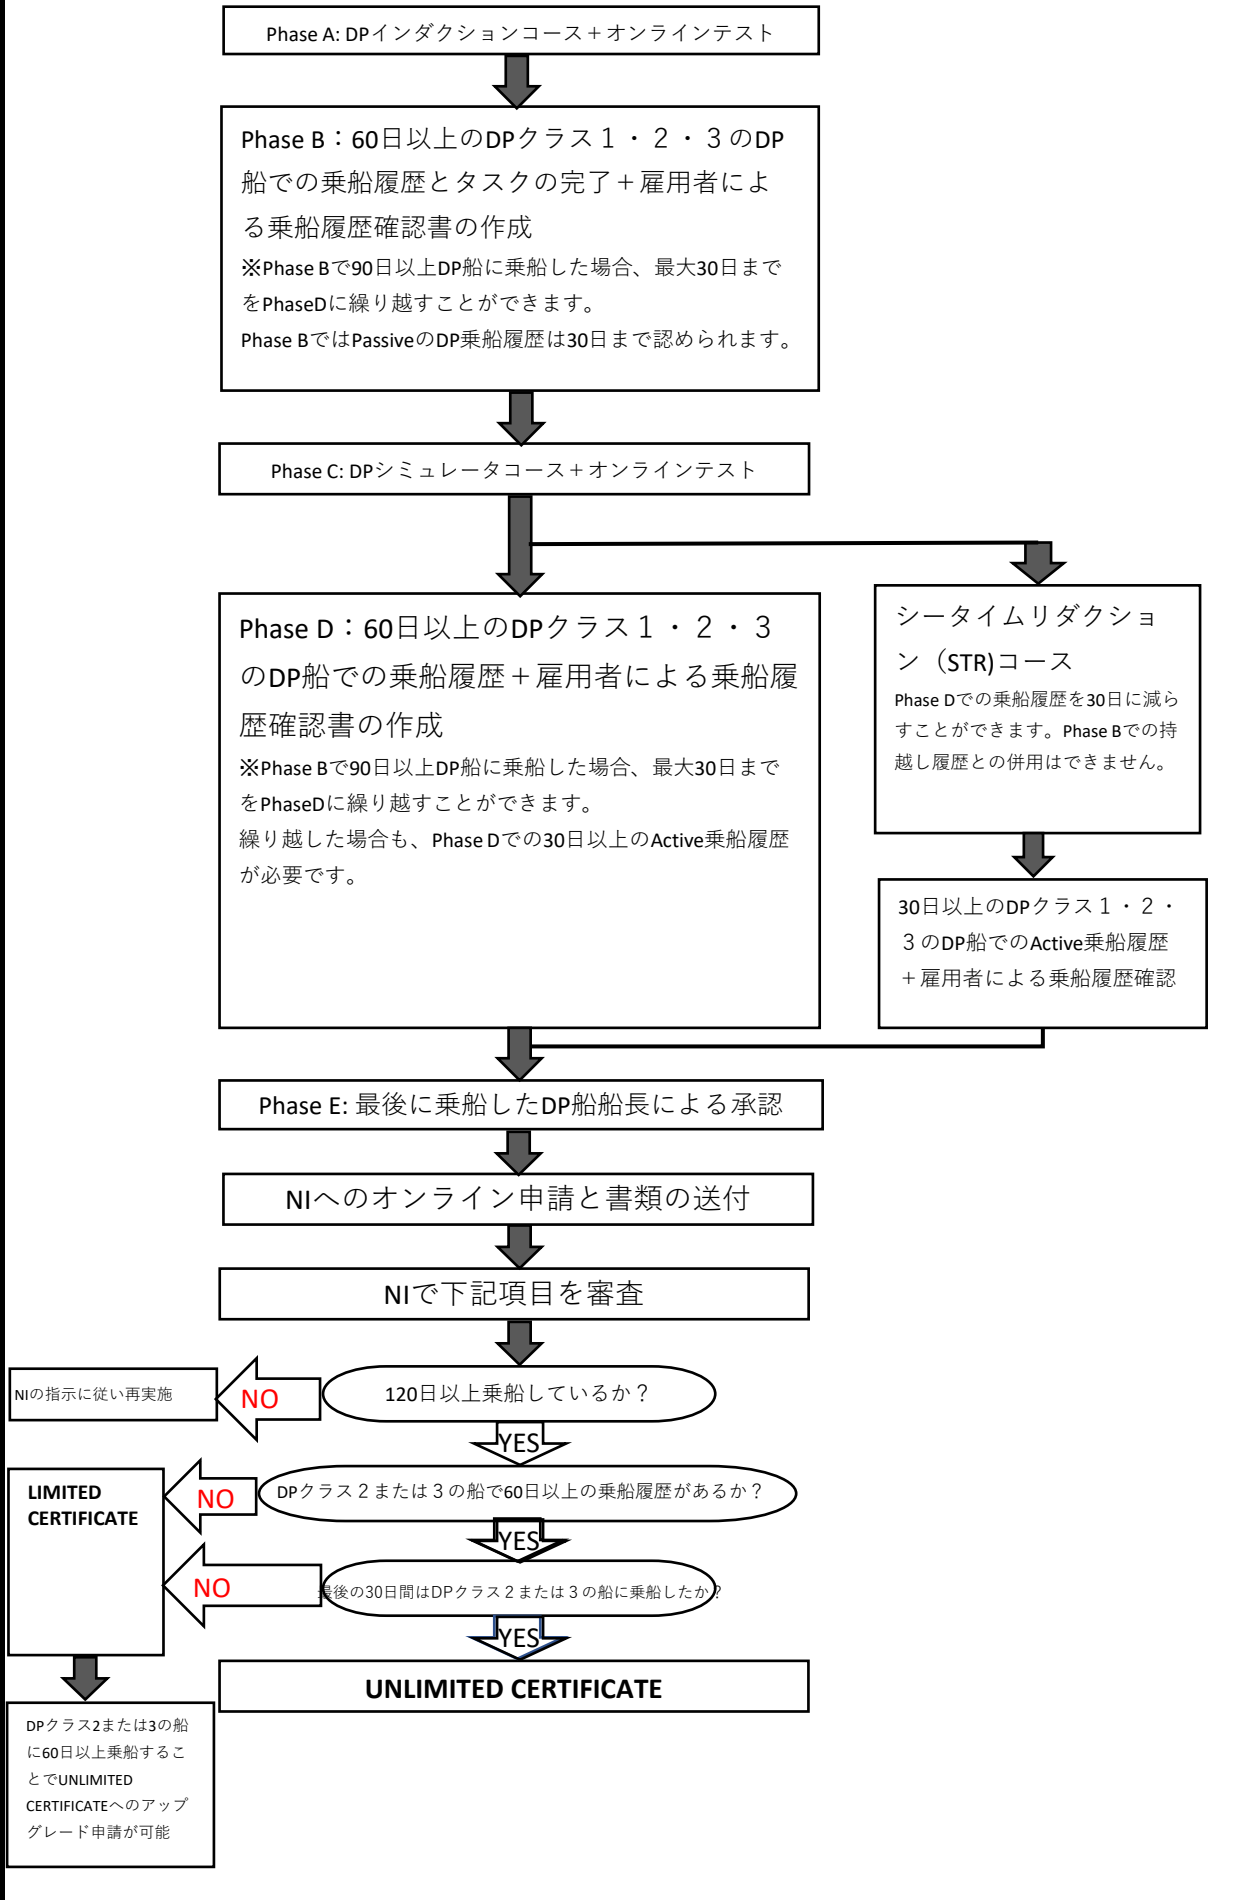 Phase A: DPインダクションコース＋オンラインテスト
Phase B：60日以上のDPクラス１・２・３のDP
船での乗船履歴とタスクの完了＋雇用者によ
る乗船履歴確認書の作成
※Phase Bで90日以上DP船に乗船した場合、最大30日まで
をPhaseDに繰り越すことができます。
Phase BではPassiveのDP乗船履歴は30日まで認められます。
Phase C: DPシミュレータコース＋オンラインテスト
Phase D：60日以上のDPクラス１・２・３
のDP船での乗船履歴＋雇用者による乗船履
歴確認書の作成
※Phase Bで90日以上DP船に乗船した場合、最大30日まで
をPhaseDに繰り越すことができます。
繰り越した場合も、Phase Dでの30日以上のActive乗船履歴
が必要です。
シータイムリダクショ
ン（STR)コース
Phase Dでの乗船履歴を30日に減ら
すことができます。Phase Bでの持
越し履歴との併用はできません。
30日以上のDPクラス１・２・
３のDP船でのActive乗船履歴
＋雇用者による乗船履歴確認
Phase E: 最後に乗船したDP船船長による承認
NIへのオンライン申請と書類の送付
NIで下記項目を審査
120日以上乗船しているか？
NO
NIの指示に従い再実施
YES
DPクラス２または３の船で60日以上の乗船履歴があるか？
NO
LIMITED
CERTIFICATE
YES
最後の30日間はDPクラス２または３の船に乗船したか？
NO
YES
UNLIMITED CERTIFICATE
DPクラス2または3の船
に60日以上乗船するこ
とでUNLIMITED
CERTIFICATEへのアップ
グレード申請が可能